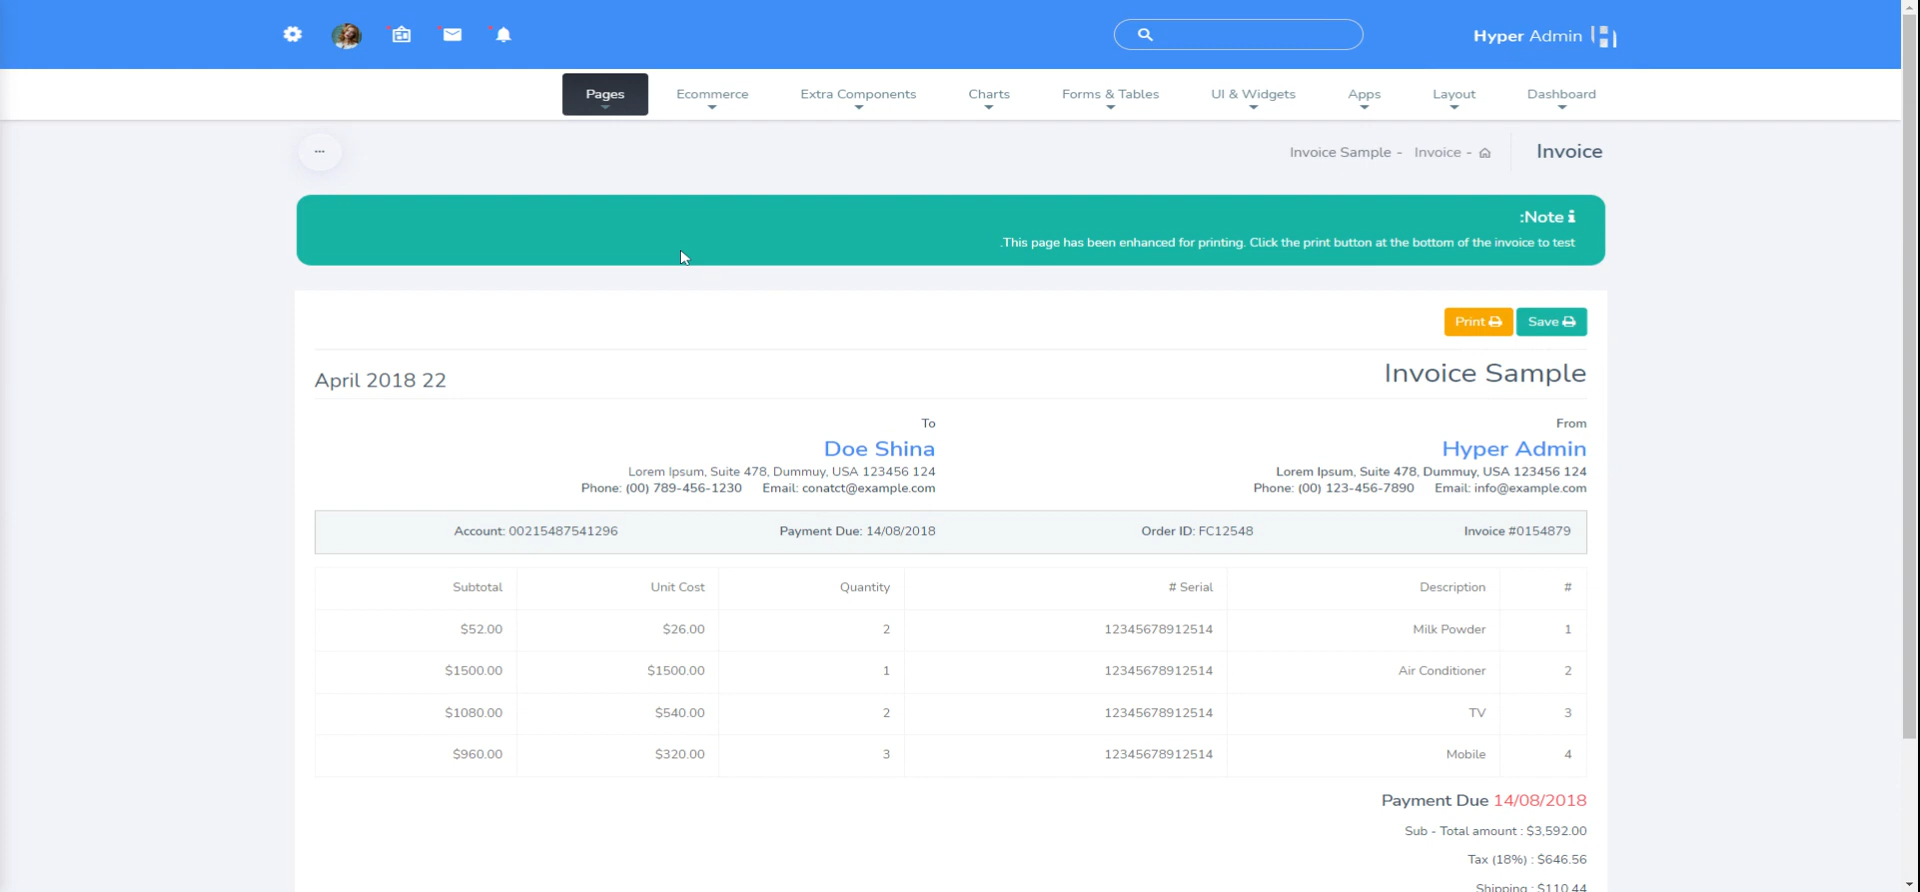 Hyper Admin
Dashboard
Layout
Apps
UI & Widgets
Forms & Tables
Charts
Extra Components
Ecommerce
Pages
Invoice
Invoice Sample - Invoice -
...
:Note
.This page has been enhanced for printing. Click the print button at the bottom of the invoice to test
Print
Save
Invoice Sample
April 2018 22
From
Hyper Admin
Lorem Ipsum, Suite 478, Dummuy, USA 123456 124
Phone: (00) 123-456-7890 Email: info@example.com
To
Doe Shina
Lorem Ipsum, Suite 478, Dummuy, USA 123456 124
Phone: (00) 789-456-1230 Email: conatct@example.com
Invoice #0154879
Order ID: FC12548
Payment Due: 14/08/2018
Account: 00215487541296
Subtotal Unit Cost Quantity # Serial Description #
$52.00 $26.00 2 12345678912514 Milk Powder 1
$1500.00 $1500.00 1 12345678912514 Air Conditioner 2
$1080.00 $540.00 2 12345678912514 TV 3
$960.00 $320.00 3 12345678912514 Mobile 4
Payment Due 14/08/2018
Sub - Total amount : $3,592.00
Tax (18%) : $646.56
Shipping : $110.44